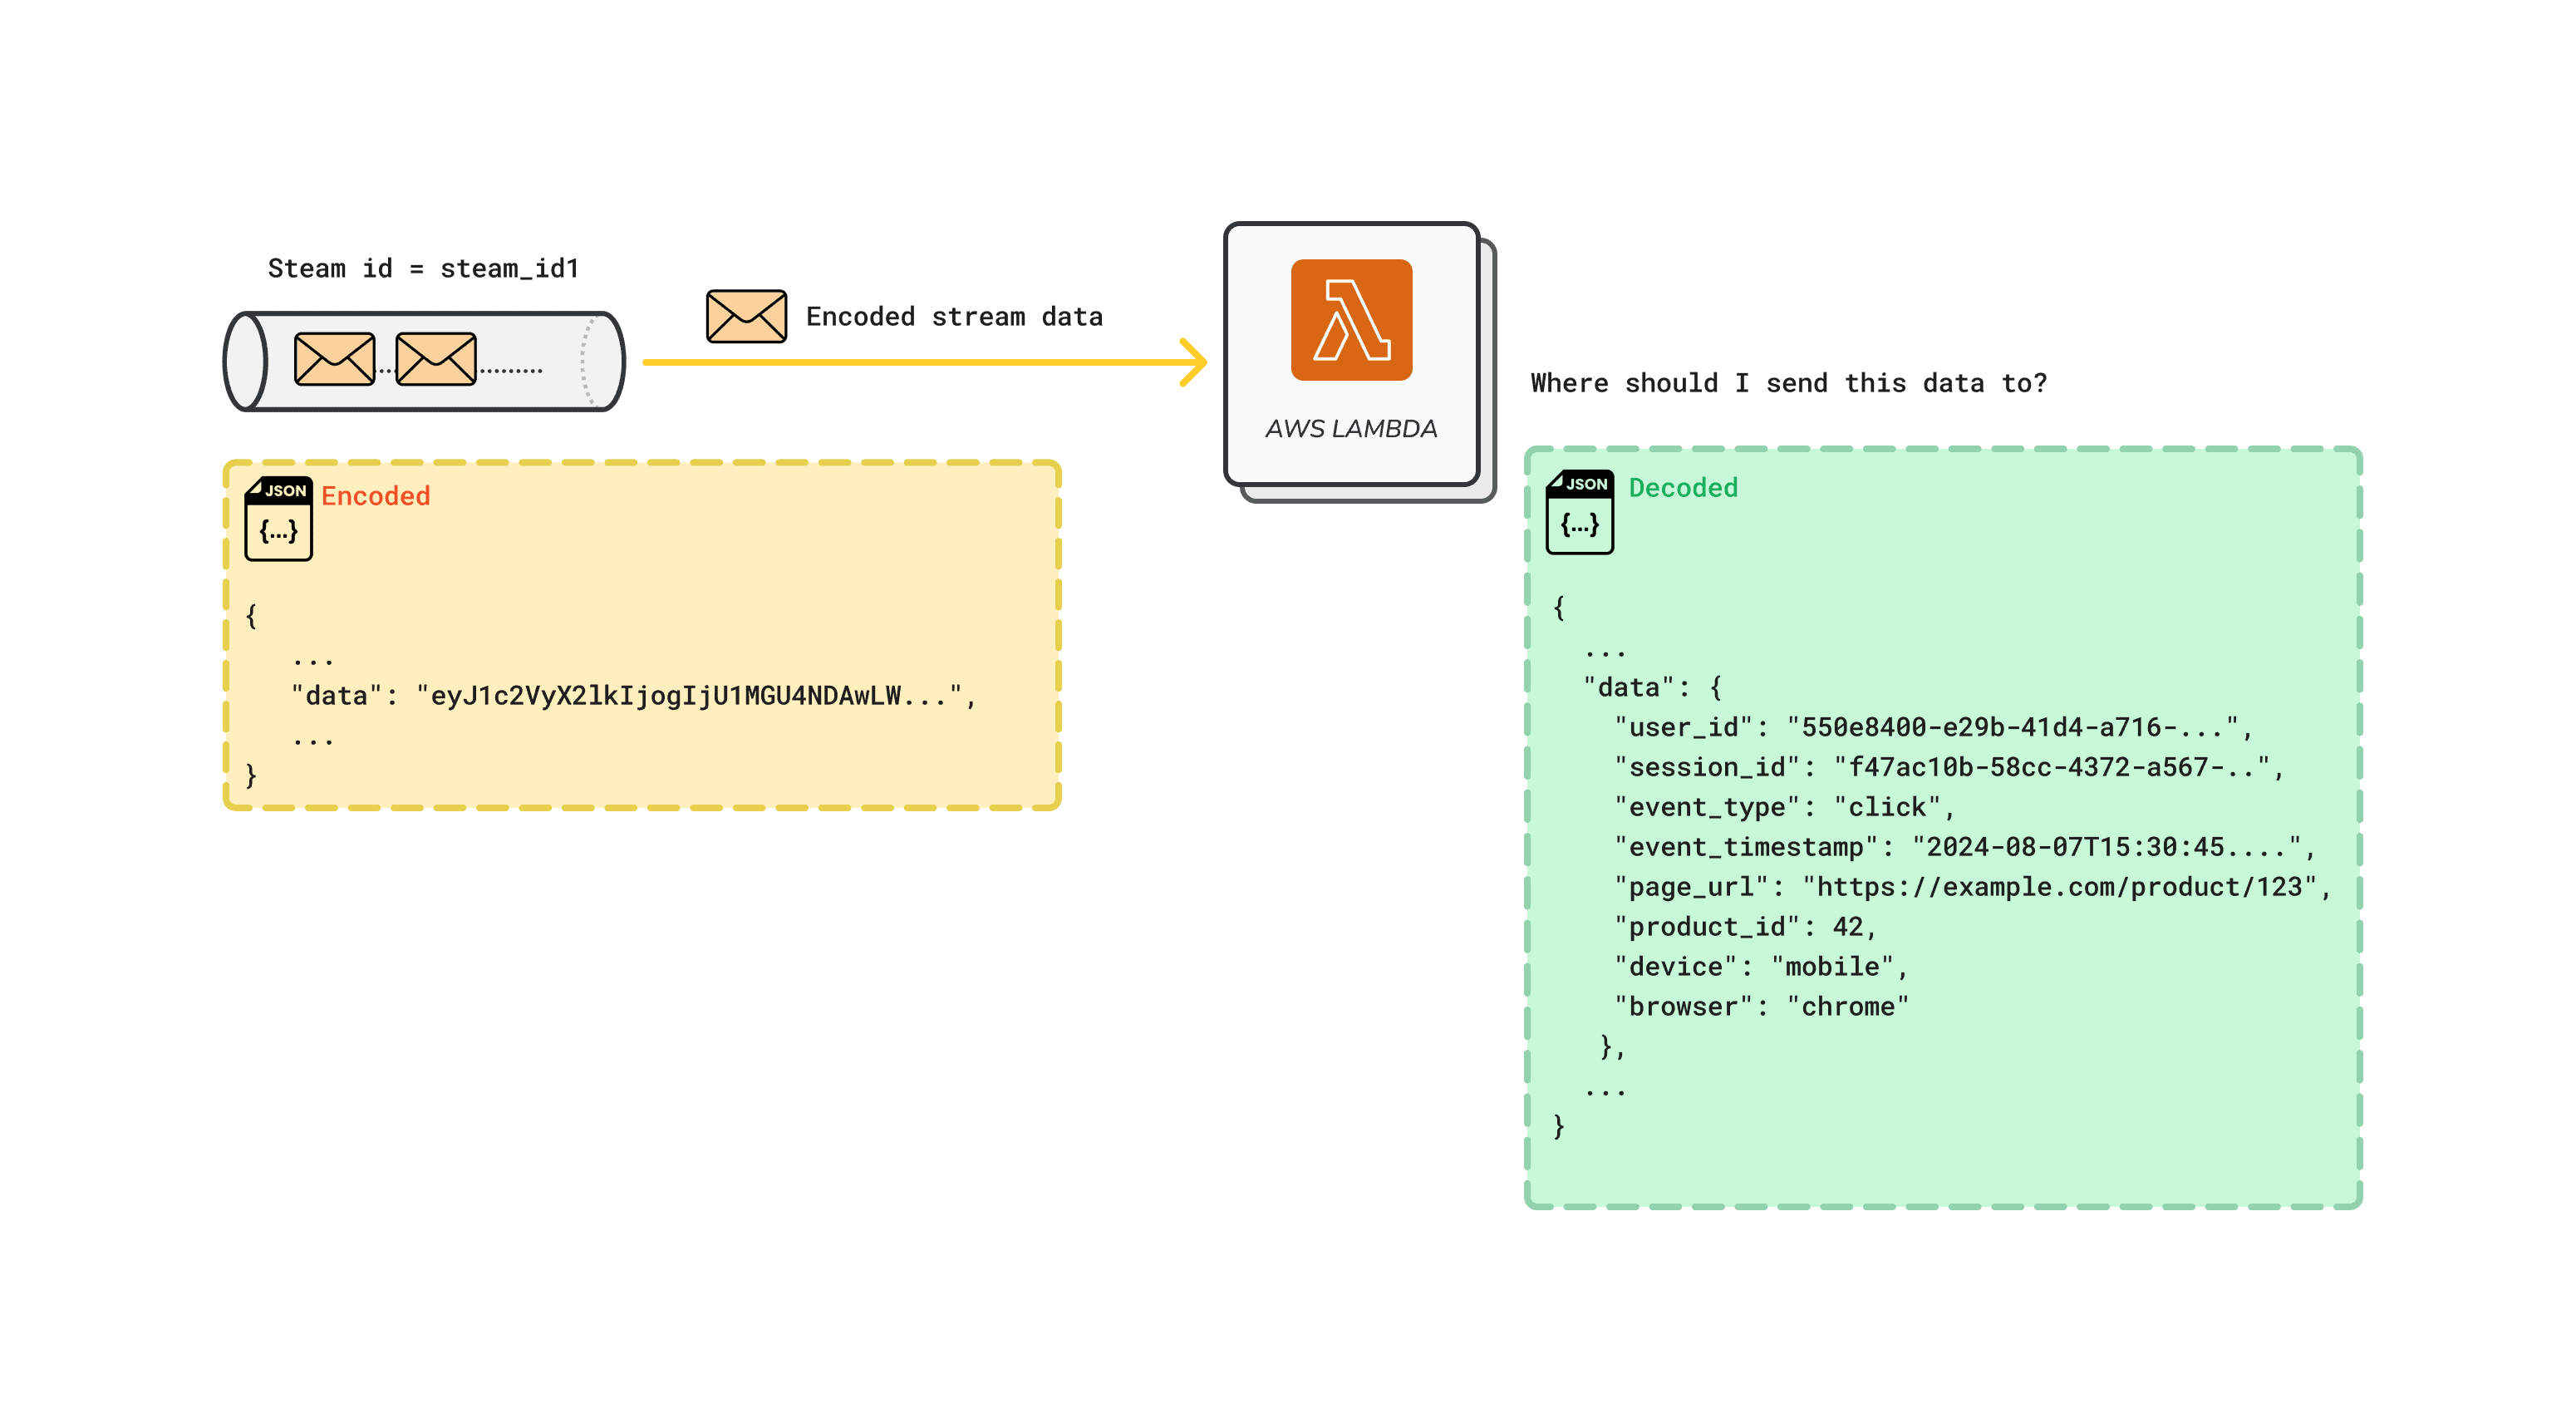 Steam id = steam_id1
Encoded stream data
AWS LAMBDA
Where should I send this data to?
JSON
{...}
Encoded
{
...
"data": "eyJ1c2VyX2lkIjogIjU1MGU4NDAwLW...",
...
}
JSON
{...}
Decoded
{
...
"data": {
"user_id": "550e8400-e29b-41d4-a716-...",
"session_id": "f47ac10b-58cc-4372-a567-..",
"event_type": "click",
"event_timestamp": "2024-08-07T15:30:45....",
"page_url": "https://example.com/product/123",
"product_id": 42,
"device": "mobile",
"browser": "chrome"
},
...
}